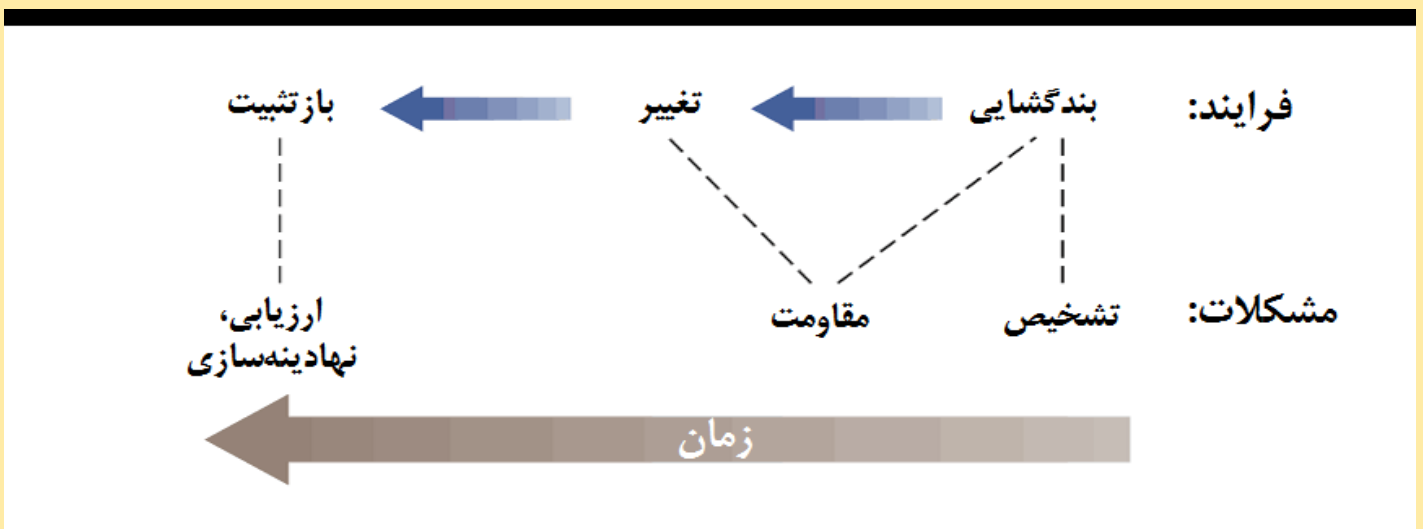 فرایند: بندگشایی تغییر بازتثبیت
مشکلات: تشخیص مقاومت ارزیابی،
نهادینه‌سازی
زمان